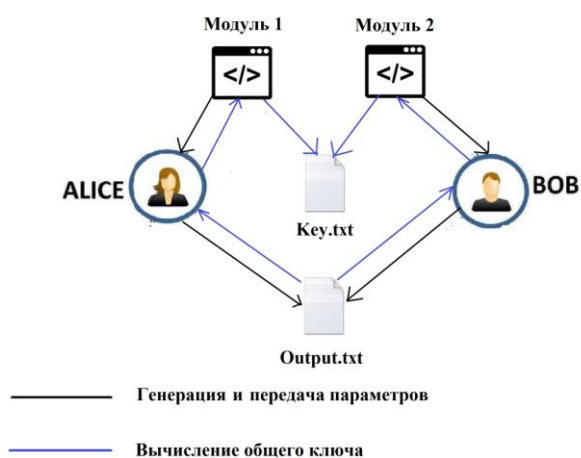 Модуль 1
Модуль 2
</>
</>
ALICE
BOB
Key.txt
Output.txt
Генерация и передача параметров
Вычисление общего ключа